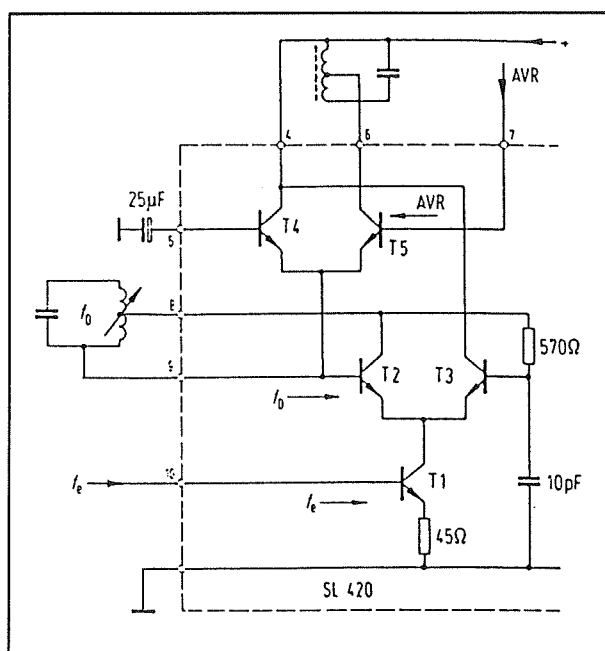 +
AVR
4
6
7
25µF
5
T4
AVR
T5
8
f₀
570Ω
9
T2
T3
f₀
10
fₑ
T1
fₑ
10pF
45Ω
SL 420